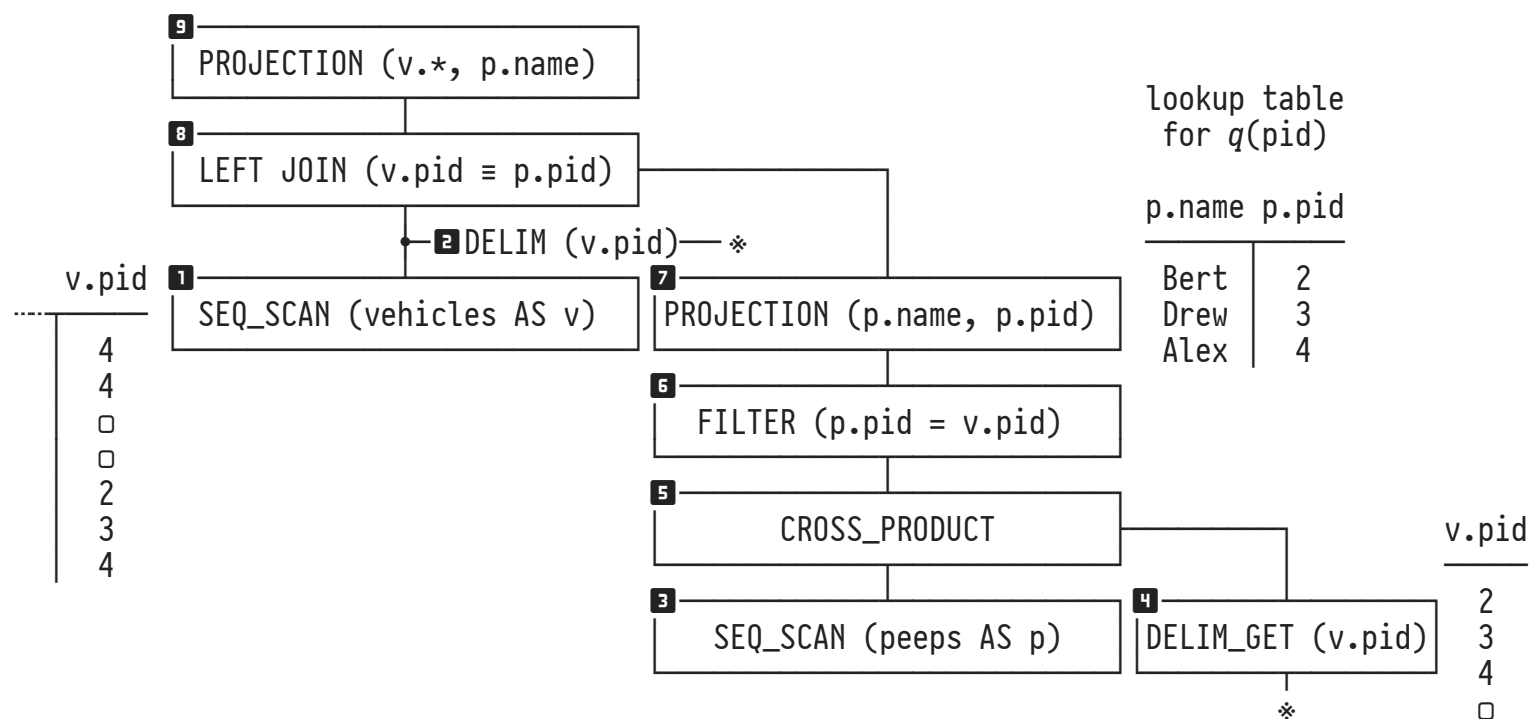 9
PROJECTION (v.*, p.name)
lookup table
for q(pid)
8
LEFT JOIN (v.pid ≡ p.pid)
p.name p.pid
2 DELIM (v.pid) ※
v.pid
1
SEQ_SCAN (vehicles AS v)
7
PROJECTION (p.name, p.pid)
Bert 2
Drew 3
Alex 4
4
4
▢
▢
2
3
4
6
FILTER (p.pid = v.pid)
5
CROSS_PRODUCT
v.pid
3
SEQ_SCAN (peeps AS p)
4
DELIM_GET (v.pid)
※
2
3
4
▢